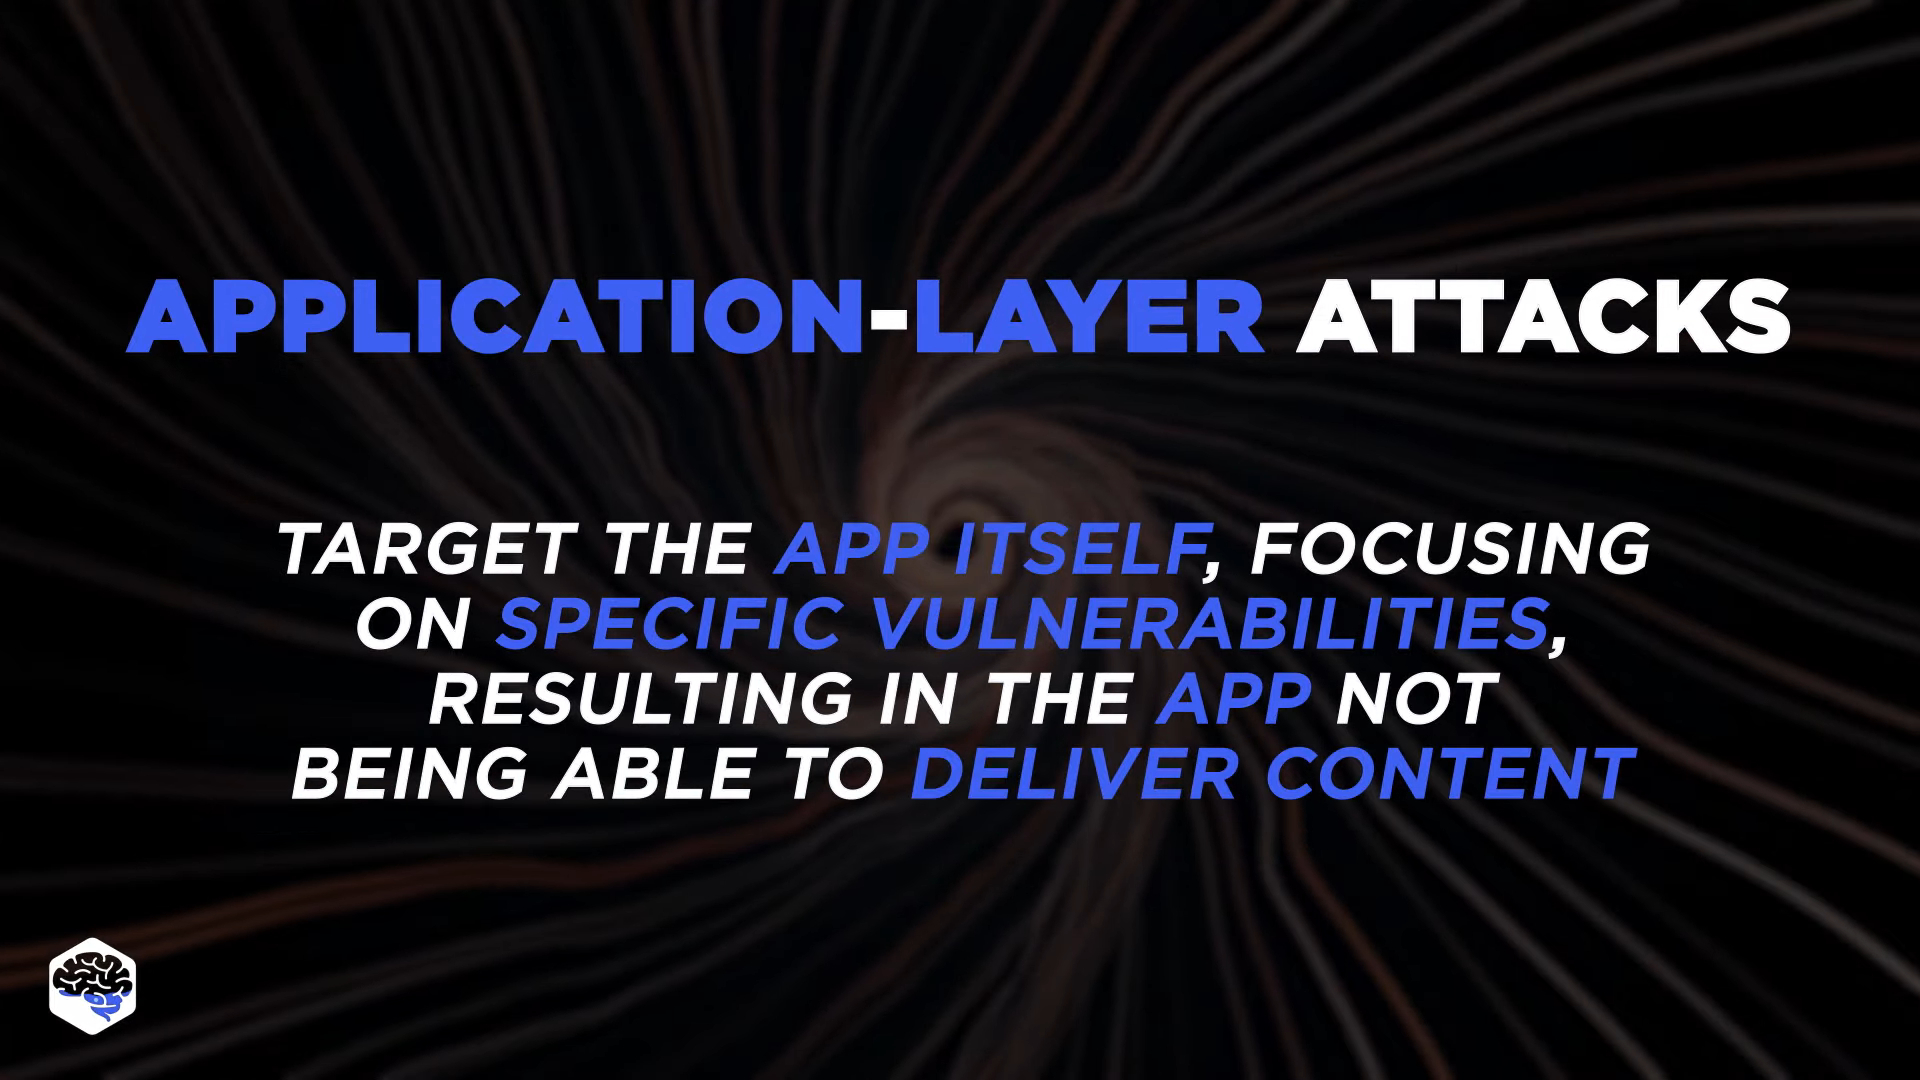 APPLICATION-LAYER ATTACKS
TARGET THE APP ITSELF, FOCUSING
ON SPECIFIC VULNERABILITIES,
RESULTING IN THE APP NOT
BEING ABLE TO DELIVER CONTENT